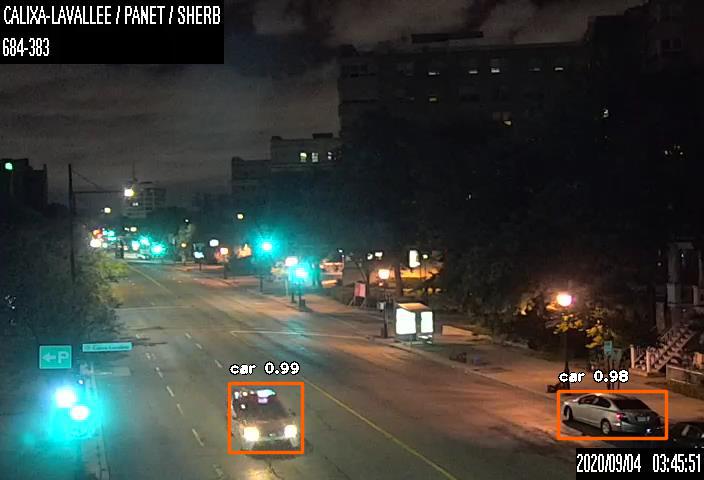 CALIXA-LAVALLEE / PANET / SHERB
684-383
car 0.99
car 0.98
P
2020/09/04 03:45:51